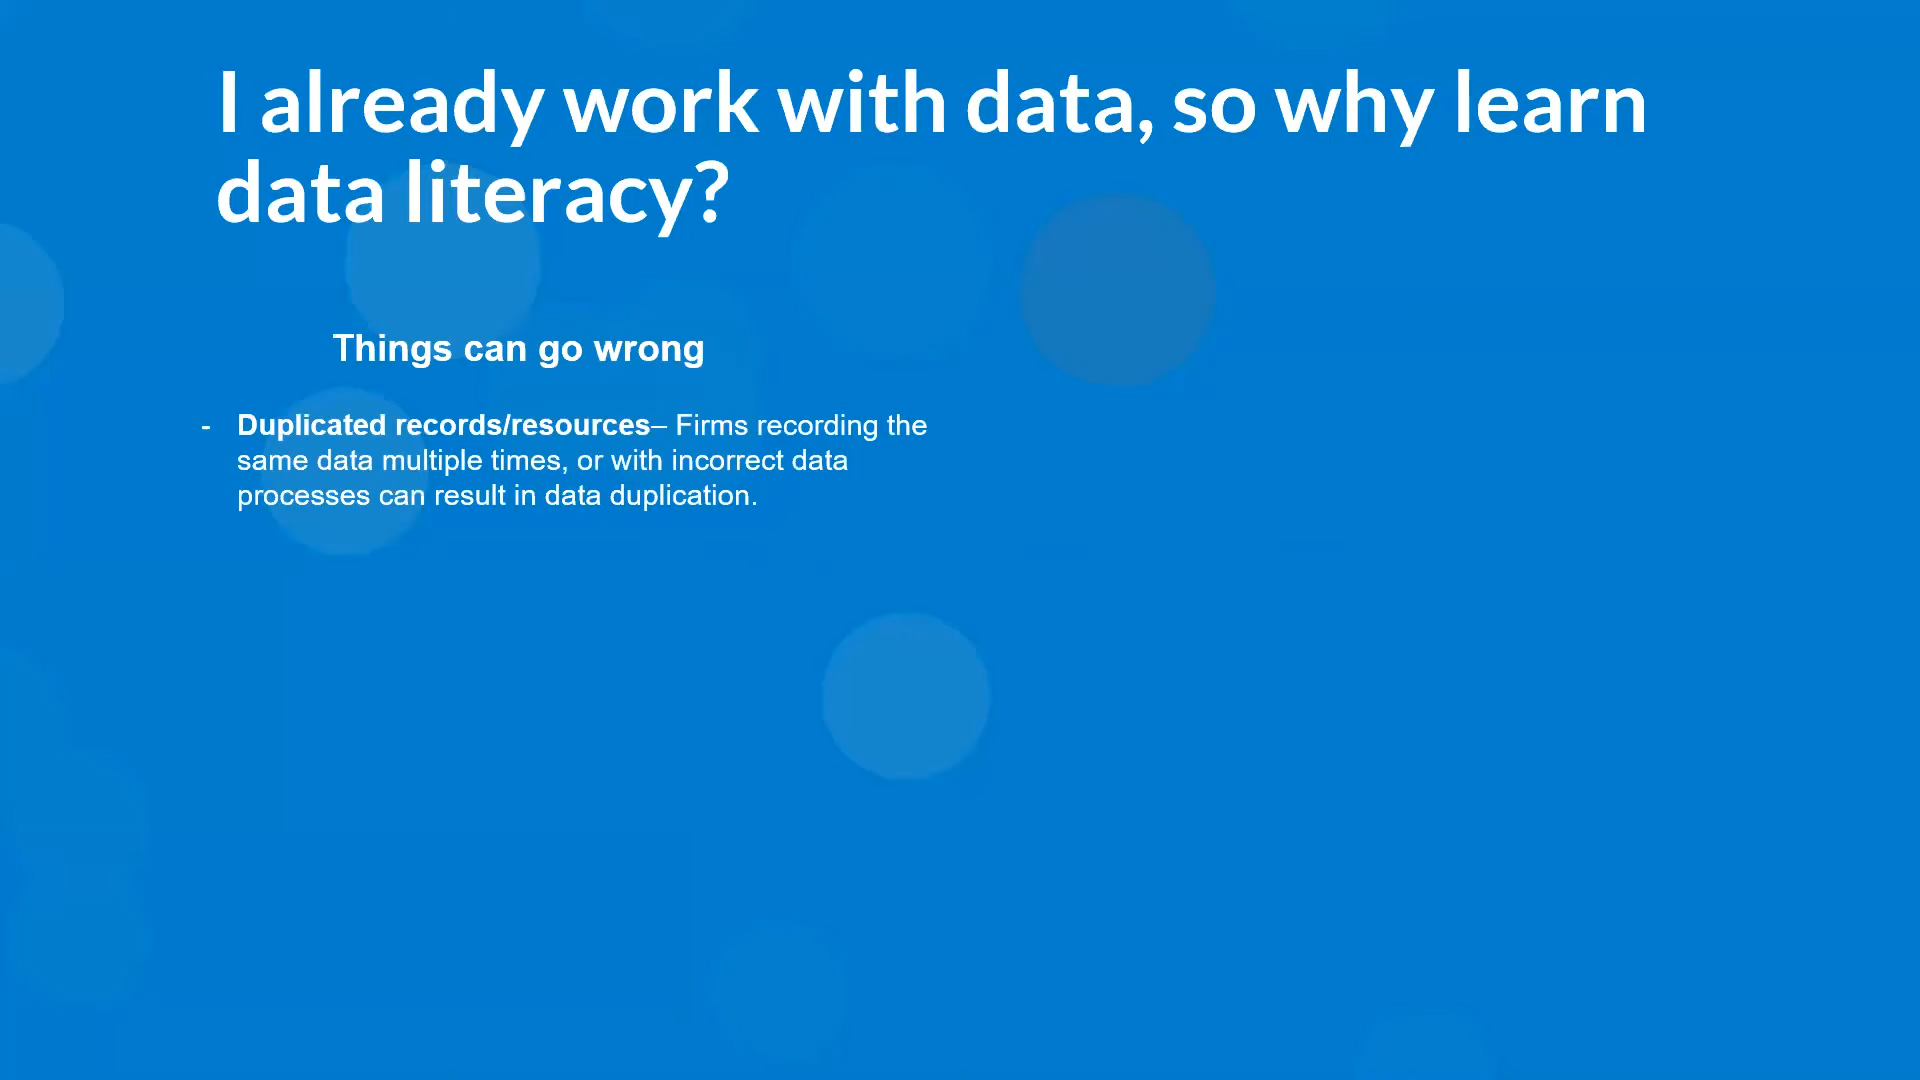 I already work with data, so why learn
data literacy?
Things can go wrong
- Duplicated records/resources– Firms recording the
same data multiple times, or with incorrect data
processes can result in data duplication.